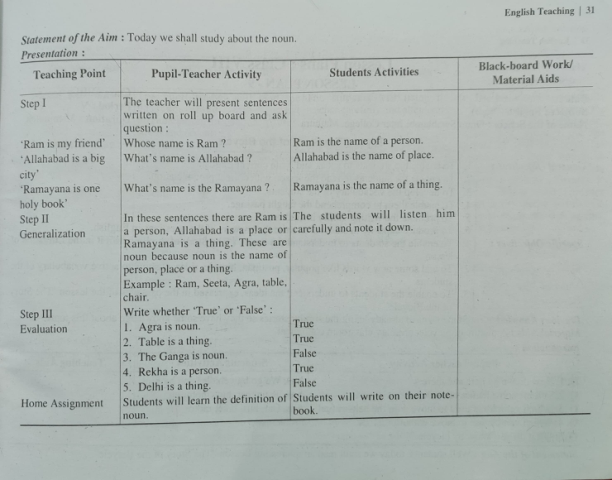 English Teaching | 31
Statement of the Aim : Today we shall study about the noun.
Presentation :
Teaching Point Pupil-Teacher Activity Students Activities Black-board Work/ Material Aids
Step I The teacher will present sentences
written on roll up board and ask
question :
'Ram is my friend' Whose name is Ram ? Ram is the name of a person.
'Allahabad is a big What's name is Allahabad ? Allahabad is the name of place.
city'
'Ramayana is one What's name is the Ramayana ? Ramayana is the name of a thing.
holy book'
Step II In these sentences there are Ram is The students will listen him
Generalization a person, Allahabad is a place or carefully and note it down.
Ramayana is a thing. These are
noun because noun is the name of
person, place or a thing.
Example : Ram, Seeta, Agra, table,
chair.
Step III Write whether 'True' or 'False' :
Evaluation 1. Agra is noun. True
2. Table is a thing. True
3. The Ganga is noun. False
4. Rekha is a person. True
5. Delhi is a thing. False
Home Assignment Students will learn the definition of Students will write on their note-
noun. book.